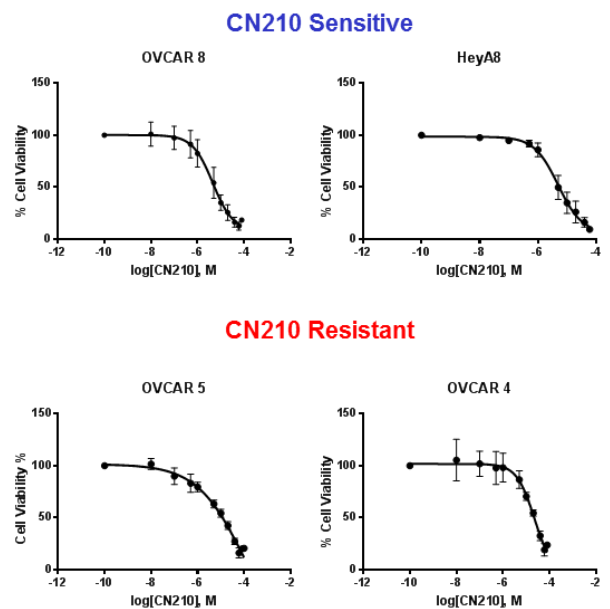 CN210 Sensitive
OVCAR 8
150
100
50
0
% Cell Viability
-12 -10 -8 -6 -4 -2
log[CN210], M
HeyA8
150
100
50
0
% Cell Viability
-12 -10 -8 -6 -4 -2
log[CN210], M
CN210 Resistant
OVCAR 5
150
100
50
0
Cell Viability %
-12 -10 -8 -6 -4 -2
log[CN210], M
OVCAR 4
150
100
50
0
% Cell Viability
-12 -10 -8 -6 -4 -2
log[CN210], M